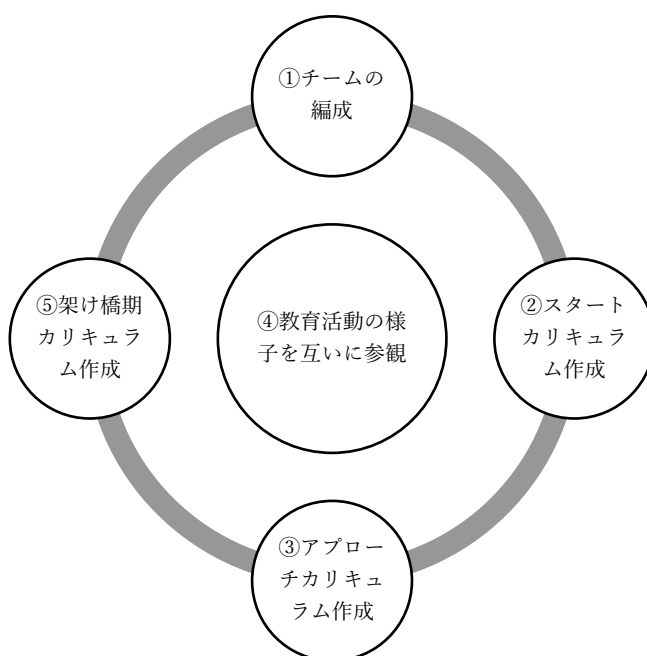 ①チームの
編成
②スタート
カリキュラ
ム作成
③アプロー
チカリキュ
ラム作成
④教育活動の様
子を互いに参観
⑤架け橋期
カリキュラ
ム作成